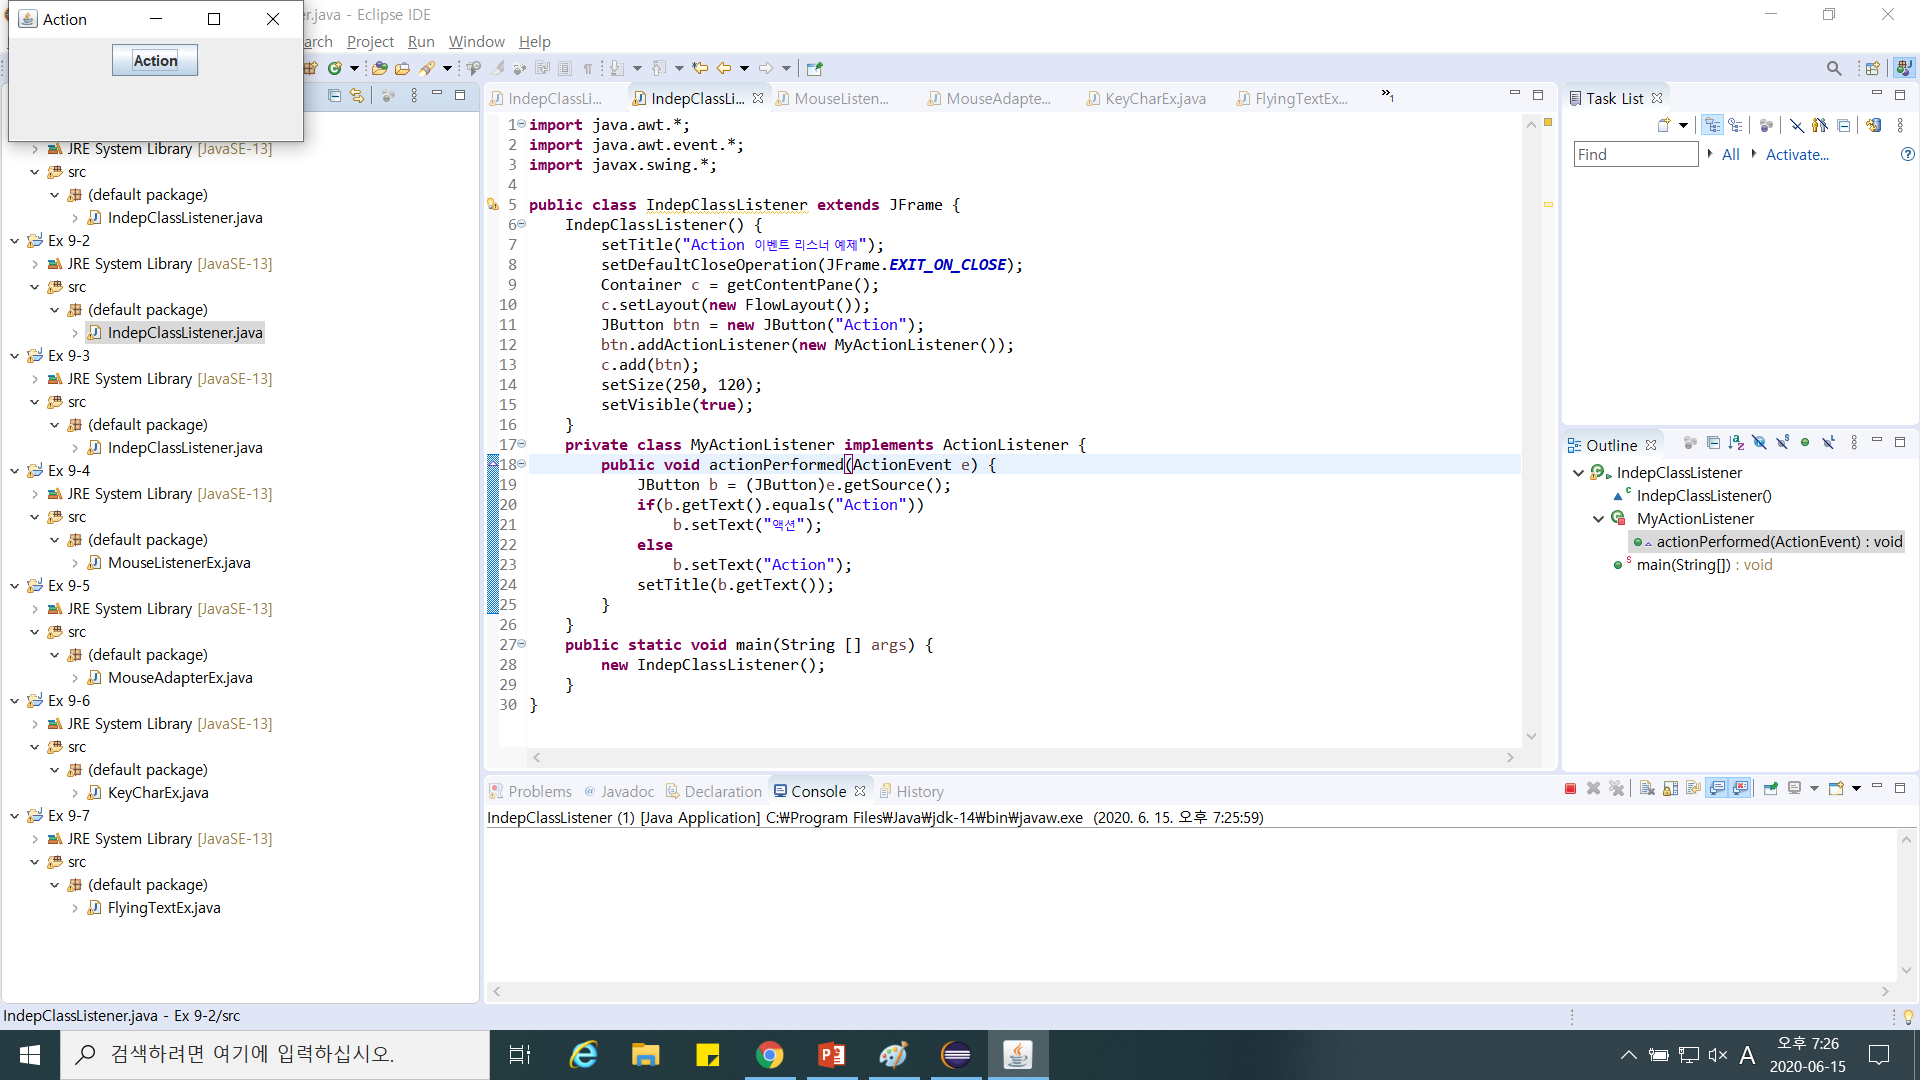 Action
r.java - Eclipse IDE
arch Project Run Window Help
Action
JRE System Library [JavaSE-13]
src
(default package)
IndepClassListener.java
Ex 9-2
JRE System Library [JavaSE-13]
src
(default package)
IndepClassListener.java
Ex 9-3
JRE System Library [JavaSE-13]
src
(default package)
IndepClassListener.java
Ex 9-4
JRE System Library [JavaSE-13]
src
(default package)
MouseListenerEx.java
Ex 9-5
JRE System Library [JavaSE-13]
src
(default package)
MouseAdapterEx.java
Ex 9-6
JRE System Library [JavaSE-13]
src
(default package)
KeyCharEx.java
Ex 9-7
JRE System Library [JavaSE-13]
src
(default package)
FlyingTextEx.java
IndepClassLi... IndepClassLi... MouseListen... MouseAdapte... KeyCharEx.java FlyingTextEx... »1
1 import java.awt.*;
2 import java.awt.event.*;
3 import javax.swing.*;
4
5 public class IndepClassListener extends JFrame {
6 IndepClassListener() {
7 setTitle("Action 이벤트 리스너 예제");
8 setDefaultCloseOperation(JFrame.EXIT_ON_CLOSE);
9 Container c = getContentPane();
10 c.setLayout(new FlowLayout());
11 JButton btn = new JButton("Action");
12 btn.addActionListener(new MyActionListener());
13 c.add(btn);
14 setSize(250, 120);
15 setVisible(true);
16 }
17 private class MyActionListener implements ActionListener {
18 public void actionPerformed(ActionEvent e) {
19 JButton b = (JButton)e.getSource();
20 if(b.getText().equals("Action"))
21 b.setText("액션");
22 else
23 b.setText("Action");
24 setTitle(b.getText());
25 }
26 }
27 public static void main(String [] args) {
28 new IndepClassListener();
29 }
30 }
Task List
Find All Activate...
Outline
IndepClassListener
IndepClassListener()
MyActionListener
actionPerformed(ActionEvent) : void
main(String[]) : void
Problems Javadoc Declaration Console History
IndepClassListener (1) [Java Application] C:₩Program Files₩Java₩jdk-14₩bin₩javaw.exe (2020. 6. 15. 오후 7:25:59)
IndepClassListener.java - Ex 9-2/src
검색하려면 여기에 입력하십시오.
A
오후 7:26
2020-06-15